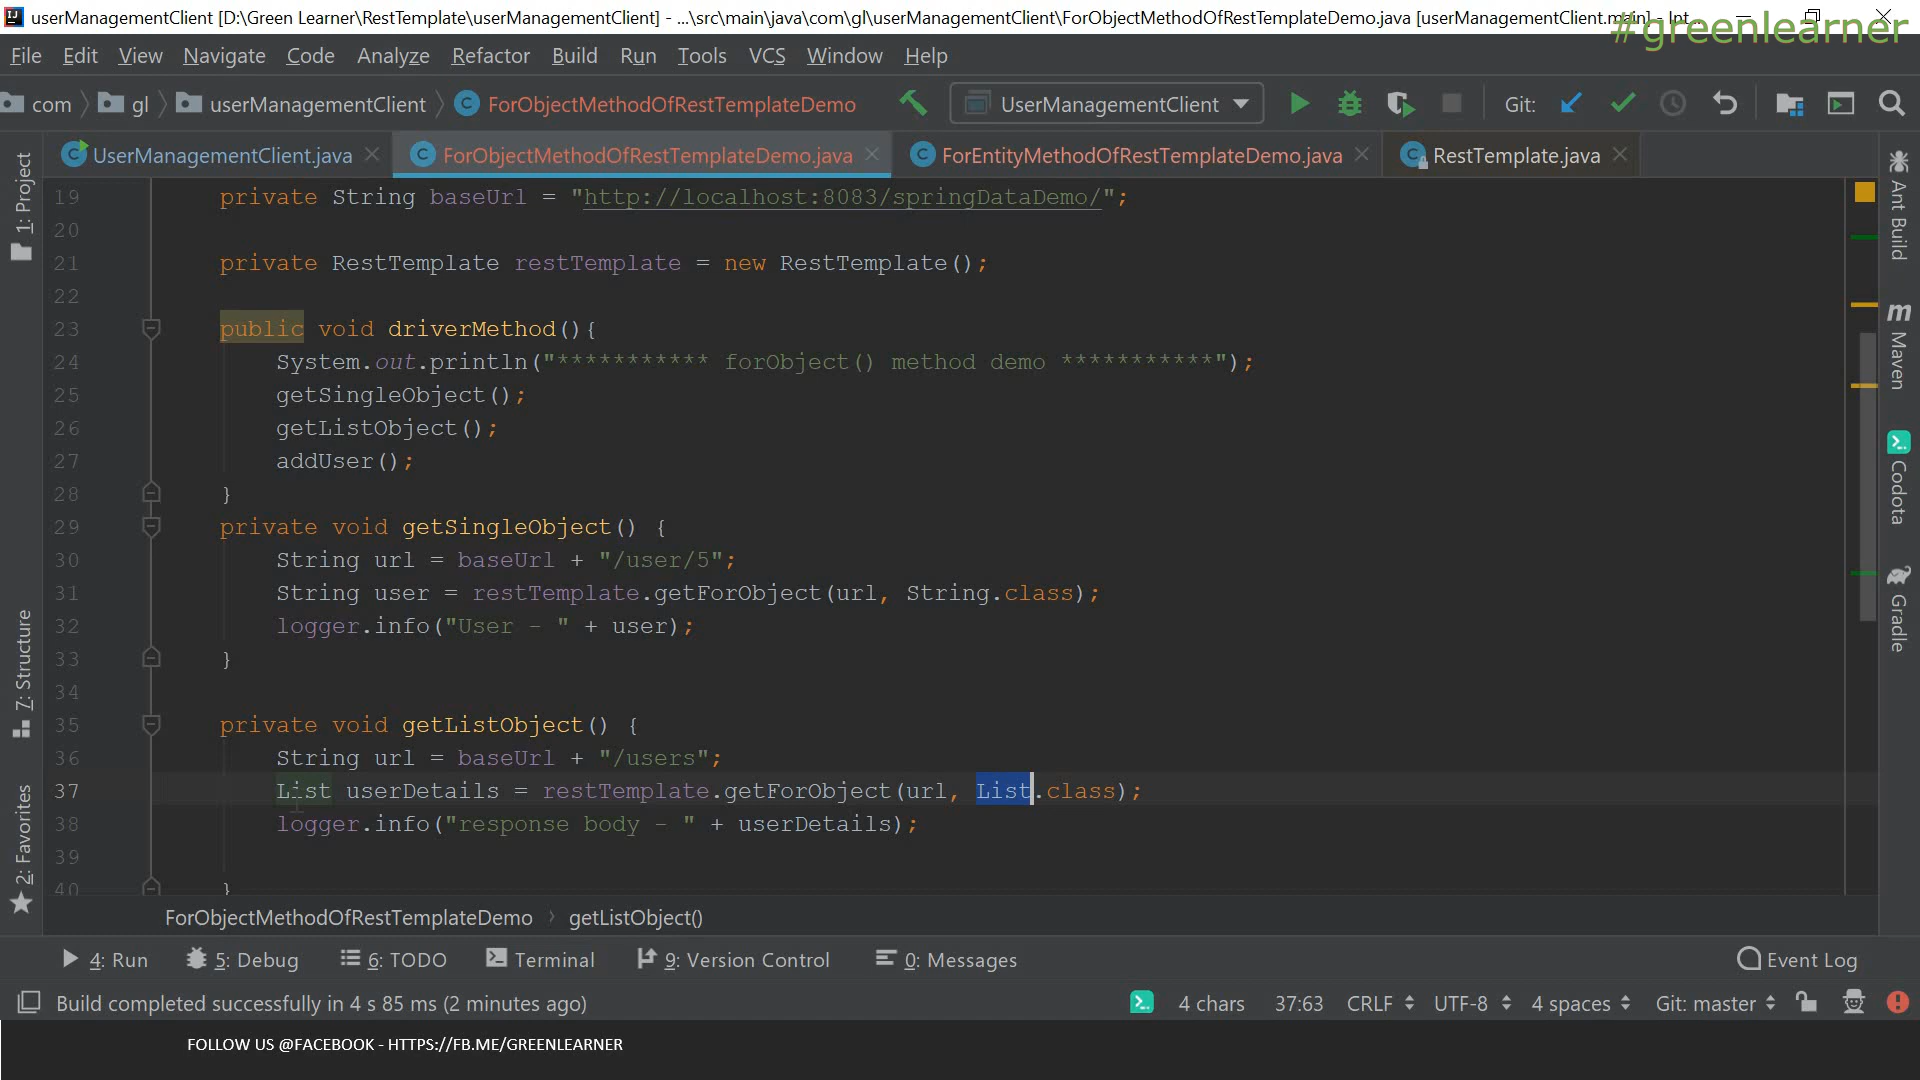 userManagementClient [D:\Green Learner\RestTemplate\userManagementClient] - ...\src\main\java\com\gl\userManagementClient\ForObjectMethodOfRestTemplateDemo.java [userManagementClient.main] - Int...
#greenlearner
File Edit View Navigate Code Analyze Refactor Build Run Tools VCS Window Help
com gl userManagementClient ForObjectMethodOfRestTemplateDemo UserManagementClient Git:
UserManagementClient.java ForObjectMethodOfRestTemplateDemo.java ForEntityMethodOfRestTemplateDemo.java RestTemplate.java
1: Project
7: Structure
2: Favorites
19 private String baseUrl = "http://localhost:8083/springDataDemo/";
20
21 private RestTemplate restTemplate = new RestTemplate();
22
23 public void driverMethod(){
24 System.out.println("*********** forObject() method demo ***********");
25 getSingleObject();
26 getListObject();
27 addUser();
28 }
29 private void getSingleObject() {
30 String url = baseUrl + "/user/5";
31 String user = restTemplate.getForObject(url, String.class);
32 logger.info("User - " + user);
33 }
34
35 private void getListObject() {
36 String url = baseUrl + "/users";
37 List userDetails = restTemplate.getForObject(url, List.class);
38 logger.info("response body - " + userDetails);
39
40 }
Ant Build
Maven
Codota
Gradle
ForObjectMethodOfRestTemplateDemo getListObject()
4: Run 5: Debug 6: TODO Terminal 9: Version Control 0: Messages Event Log
Build completed successfully in 4 s 85 ms (2 minutes ago) 4 chars 37:63 CRLF UTF-8 4 spaces Git: master
FOLLOW US @FACEBOOK - HTTPS://FB.ME/GREENLEARNER